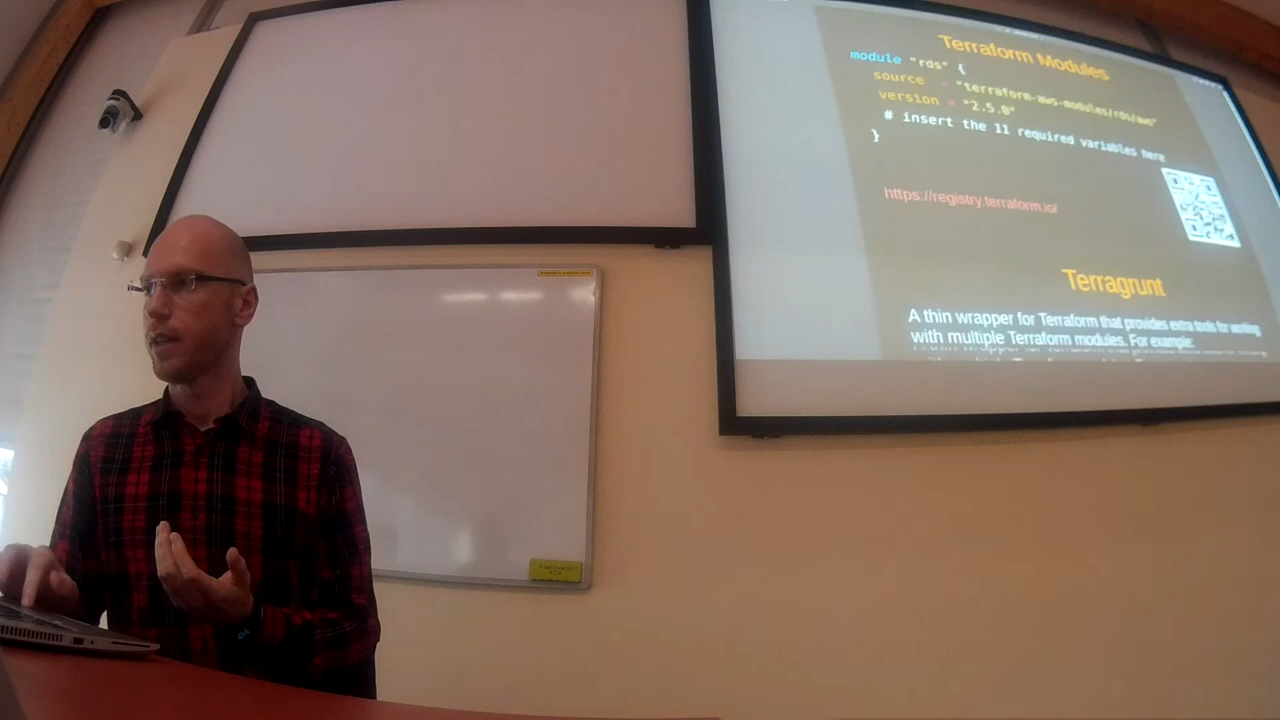 Terraform Modules
module "rds" {
source = "terraform-aws-modules/rds/aws"
version = "2.5.0"
# insert the 11 required variables here
}
https://registry.terraform.io/
Terragrunt
A thin wrapper for Terraform that provides extra tools for working
with multiple Terraform modules. For example: